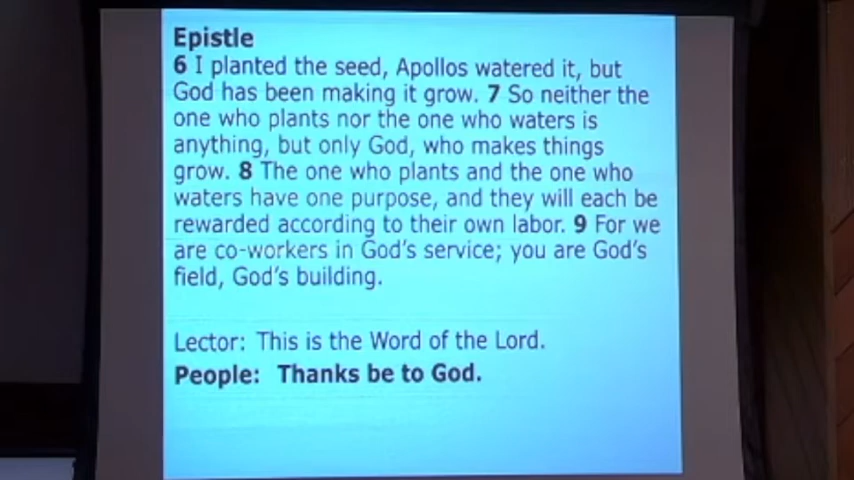 Epistle
6 I planted the seed, Apollos watered it, but
God has been making it grow. 7 So neither the
one who plants nor the one who waters is
anything, but only God, who makes things
grow. 8 The one who plants and the one who
waters have one purpose, and they will each be
rewarded according to their own labor. 9 For we
are co-workers in God's service; you are God's
field, God's building.
Lector: This is the Word of the Lord.
People: Thanks be to God.